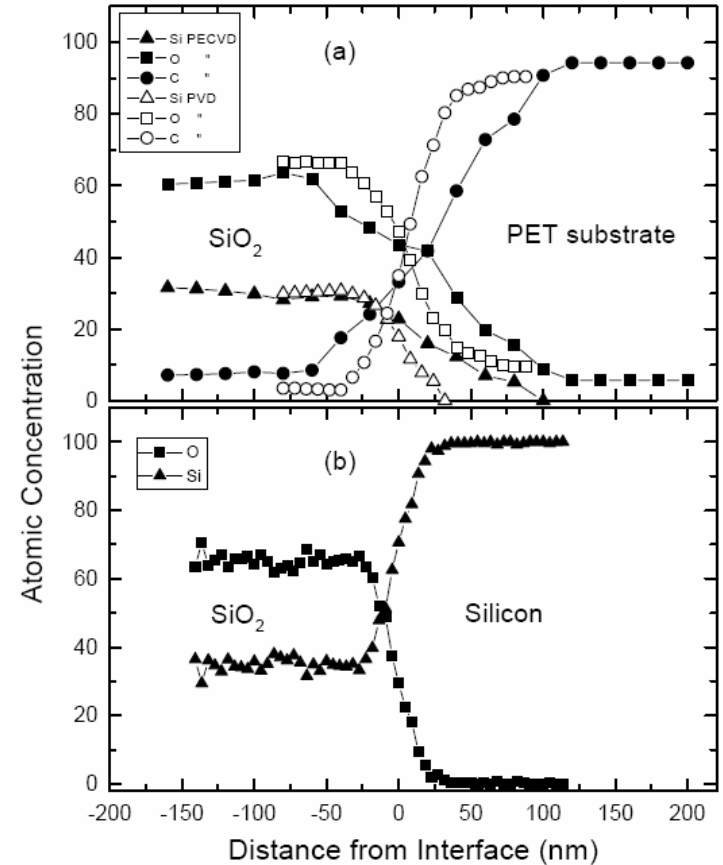 Atomic Concentration
100
80
60
40
20
0
(a)
Si PECVD
O "
C "
Si PVD
O "
C "
SiO2
PET substrate
100
80
60
40
20
0
(b)
O
Si
SiO2
Silicon
-200 -150 -100 -50 0 50 100 150 200
Distance from Interface (nm)